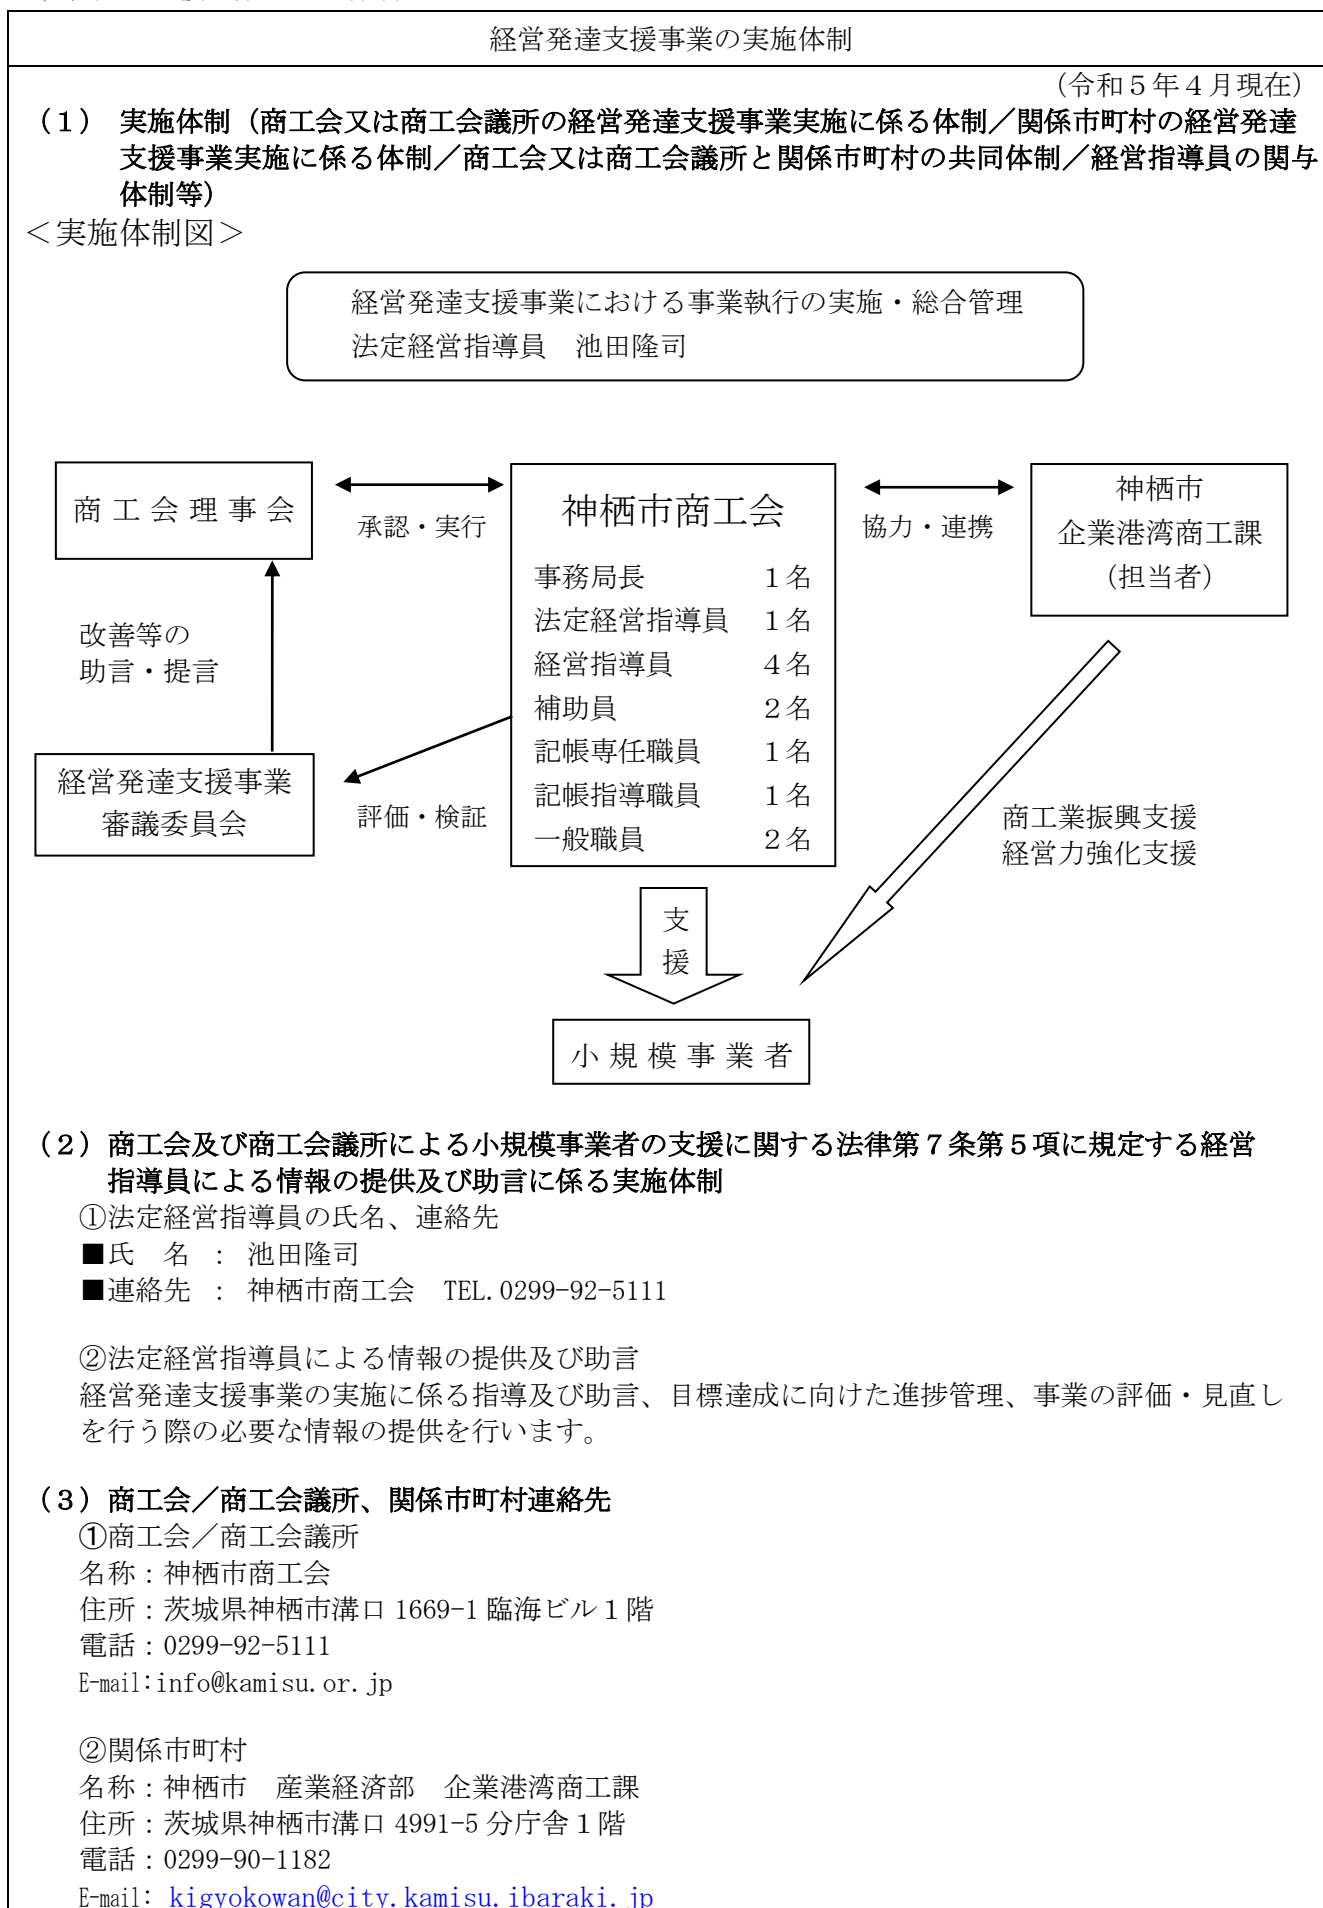 経営発達支援事業の実施体制
（令和５年４月現在）
（１）　実施体制（商工会又は商工会議所の経営発達支援事業実施に係る体制／関係市町村の経営発達
支援事業実施に係る体制／商工会又は商工会議所と関係市町村の共同体制／経営指導員の関与
体制等）
＜実施体制図＞
経営発達支援事業における事業執行の実施・総合管理
法定経営指導員　池田隆司
商工会理事会
承認・実行
神栖市商工会
事務局長　１名
法定経営指導員　１名
経営指導員　４名
補助員　２名
記帳専任職員　１名
記帳指導職員　１名
一般職員　２名
協力・連携
神栖市
企業港湾商工課
（担当者）
改善等の
助言・提言
経営発達支援事業
審議委員会
評価・検証
商工業振興支援
経営力強化支援
支
援
小規模事業者
（２）商工会及び商工会議所による小規模事業者の支援に関する法律第７条第５項に規定する経営
指導員による情報の提供及び助言に係る実施体制
①法定経営指導員の氏名、連絡先
■氏　名　：　池田隆司
■連絡先　：　神栖市商工会　TEL.0299-92-5111
②法定経営指導員による情報の提供及び助言
経営発達支援事業の実施に係る指導及び助言、目標達成に向けた進捗管理、事業の評価・見直し
を行う際の必要な情報の提供を行います。
（３）商工会／商工会議所、関係市町村連絡先
①商工会／商工会議所
名称：神栖市商工会
住所：茨城県神栖市溝口 1669-1 臨海ビル１階
電話：0299-92-5111
E-mail:info@kamisu.or.jp
②関係市町村
名称：神栖市　産業経済部　企業港湾商工課
住所：茨城県神栖市溝口 4991-5 分庁舎１階
電話：0299-90-1182
E-mail: kigyokowan@city.kamisu.ibaraki.jp